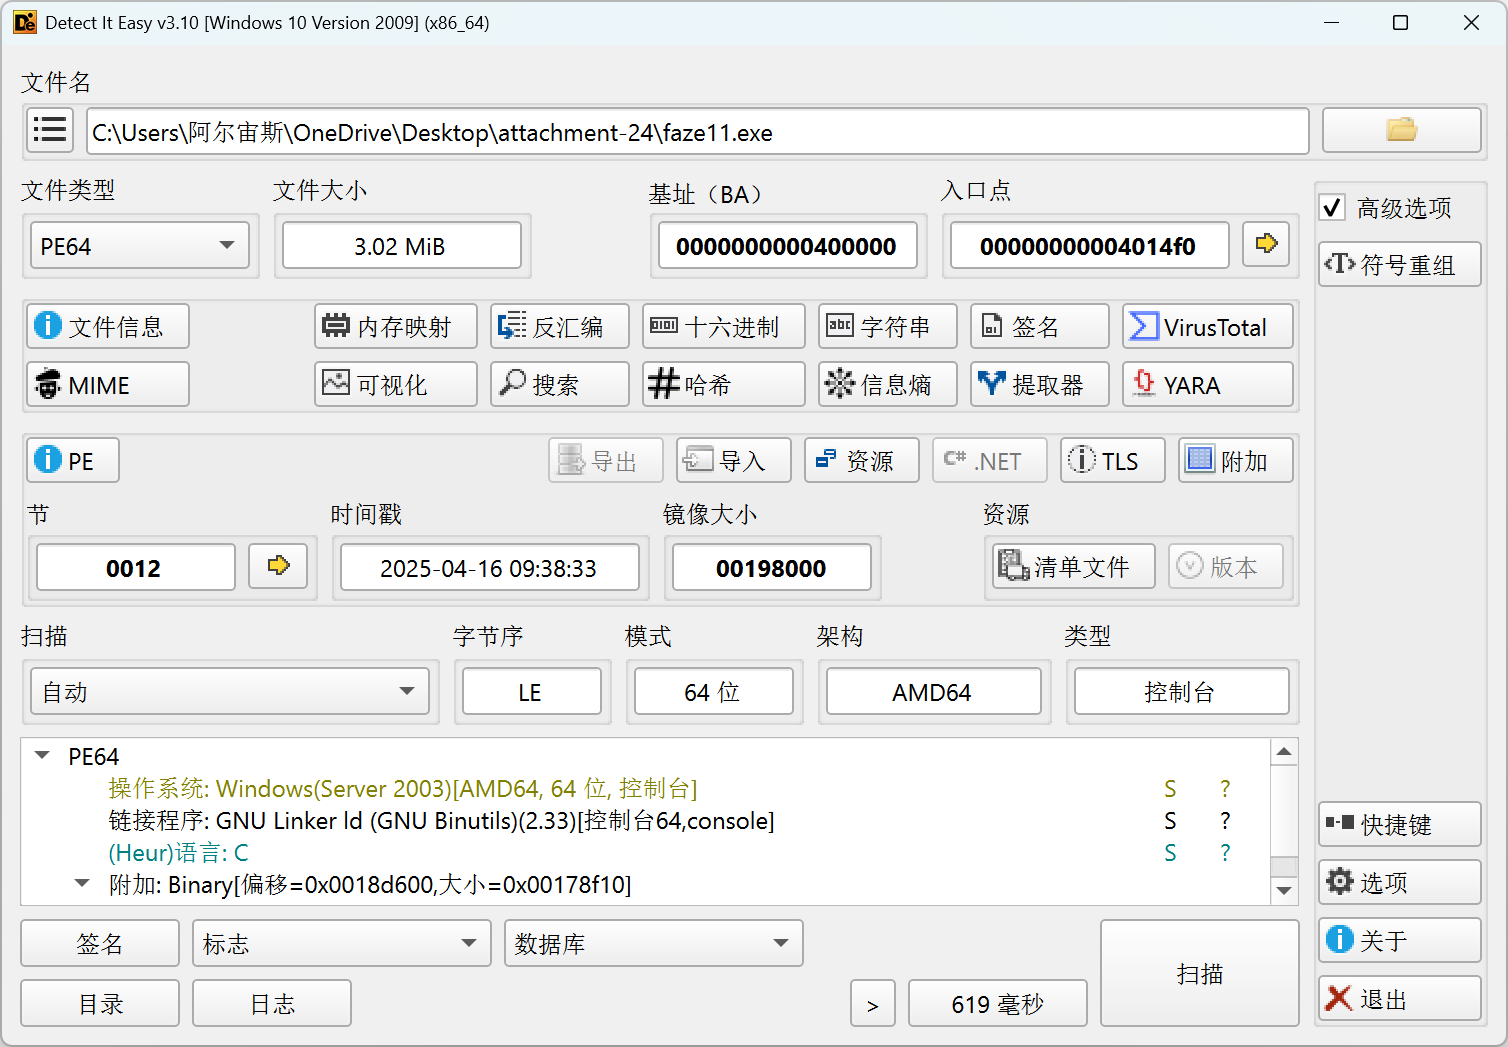 Detect It Easy v3.10 [Windows 10 Version 2009] (x86_64)
文件名
C:\Users\阿尔宙斯\OneDrive\Desktop\attachment-24\faze11.exe
文件类型 文件大小 基址（BA） 入口点
高级选项
PE64 3.02 MiB 0000000000400000 00000000004014f0
符号重组
文件信息 内存映射 反汇编 十六进制 字符串 签名 VirusTotal
MIME 可视化 搜索 哈希 信息熵 提取器 YARA
PE 导出 导入 资源 C# .NET TLS 附加
节 时间戳 镜像大小 资源
0012 2025-04-16 09:38:33 00198000 清单文件 版本
扫描 字节序 模式 架构 类型
自动 LE 64 位 AMD64 控制台
PE64
操作系统: Windows(Server 2003)[AMD64, 64 位, 控制台] S ?
链接程序: GNU Linker ld (GNU Binutils)(2.33)[控制台64,console] S ?
(Heur)语言: C S ?
附加: Binary[偏移=0x0018d600,大小=0x00178f10]
快捷键
选项
关于
退出
签名 标志 数据库 扫描
目录 日志 > 619 毫秒